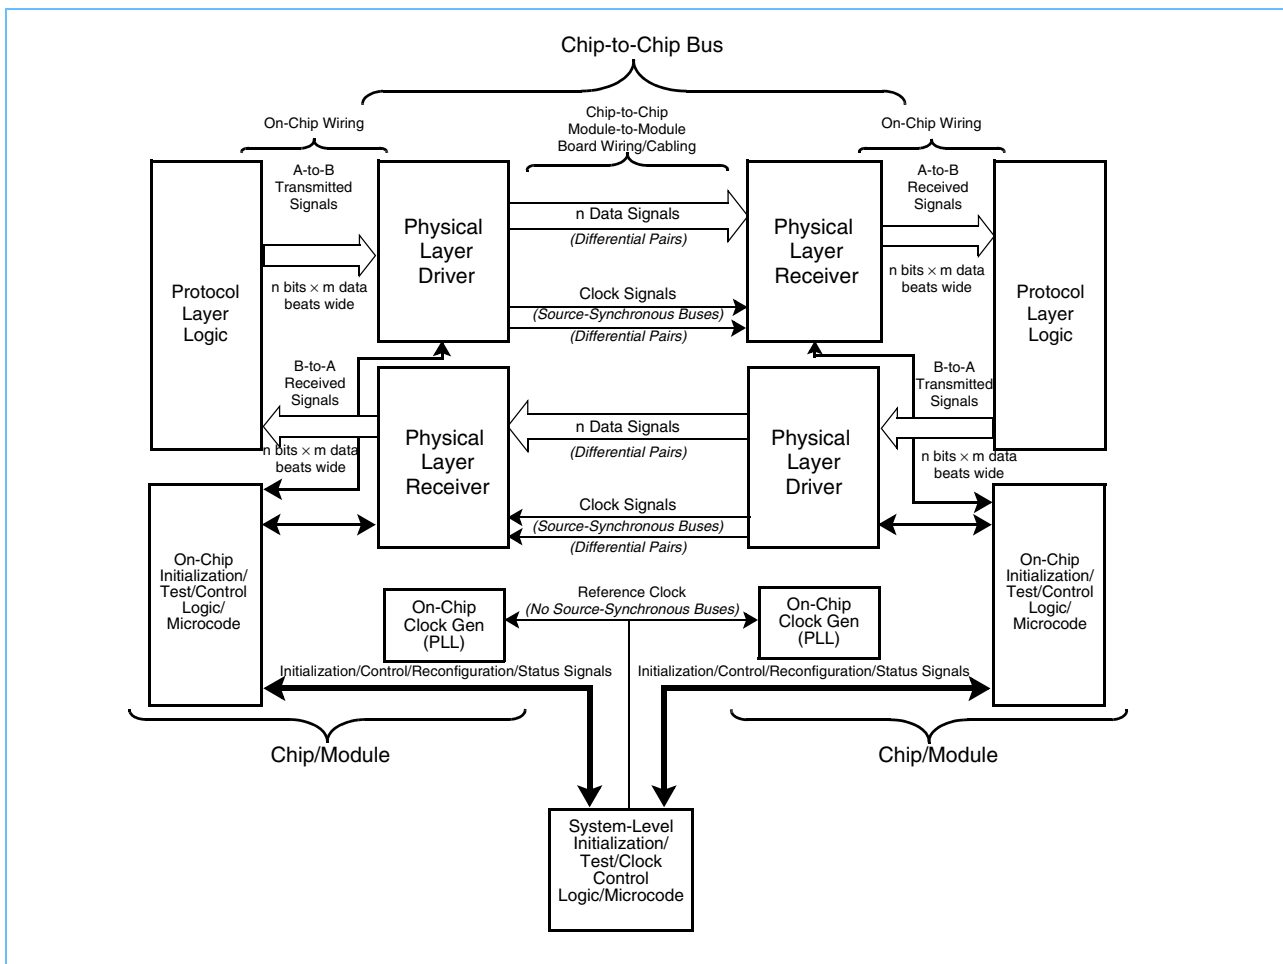 Chip-to-Chip Bus
On-Chip Wiring
Chip-to-Chip
Module-to-Module
Board Wiring/Cabling
On-Chip Wiring
A-to-B
Transmitted
Signals
n bits × m data
beats wide
Protocol
Layer
Logic
Physical
Layer
Driver
n Data Signals
(Differential Pairs)
Clock Signals
(Source-Synchronous Buses)
(Differential Pairs)
Physical
Layer
Receiver
A-to-B
Received
Signals
n bits × m data
beats wide
Protocol
Layer
Logic
B-to-A
Received
Signals
n bits × m data
beats wide
Physical
Layer
Receiver
n Data Signals
(Differential Pairs)
Clock Signals
(Source-Synchronous Buses)
(Differential Pairs)
Physical
Layer
Driver
B-to-A
Transmitted
Signals
n bits × m data
beats wide
On-Chip
Initialization/
Test/Control
Logic/
Microcode
On-Chip
Clock Gen
(PLL)
Reference Clock
(No Source-Synchronous Buses)
On-Chip
Clock Gen
(PLL)
On-Chip
Initialization/
Test/Control
Logic/
Microcode
Initialization/Control/Reconfiguration/Status Signals
Initialization/Control/Reconfiguration/Status Signals
Chip/Module
Chip/Module
System-Level
Initialization/
Test/Clock
Control
Logic/Microcode